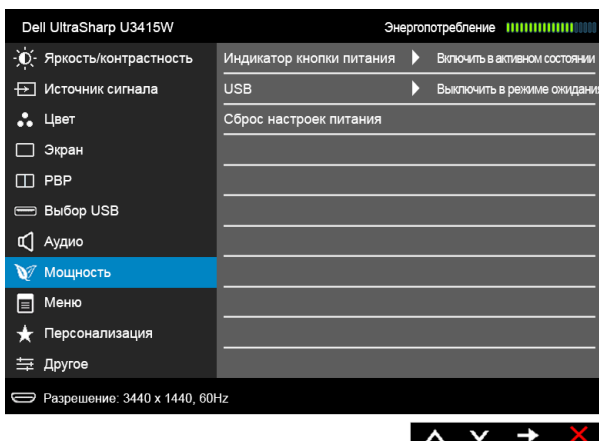 Dell UltraSharp U3415W Энергопотребление
Яркость/контрастность Индикатор кнопки питания Включить в активном состоянии
Источник сигнала USB Выключить в режиме ожидания
Цвет Сброс настроек питания
Экран
PBP
Выбор USB
Аудио
Мощность
Меню
Персонализация
Другое
Разрешение: 3440 x 1440, 60Hz